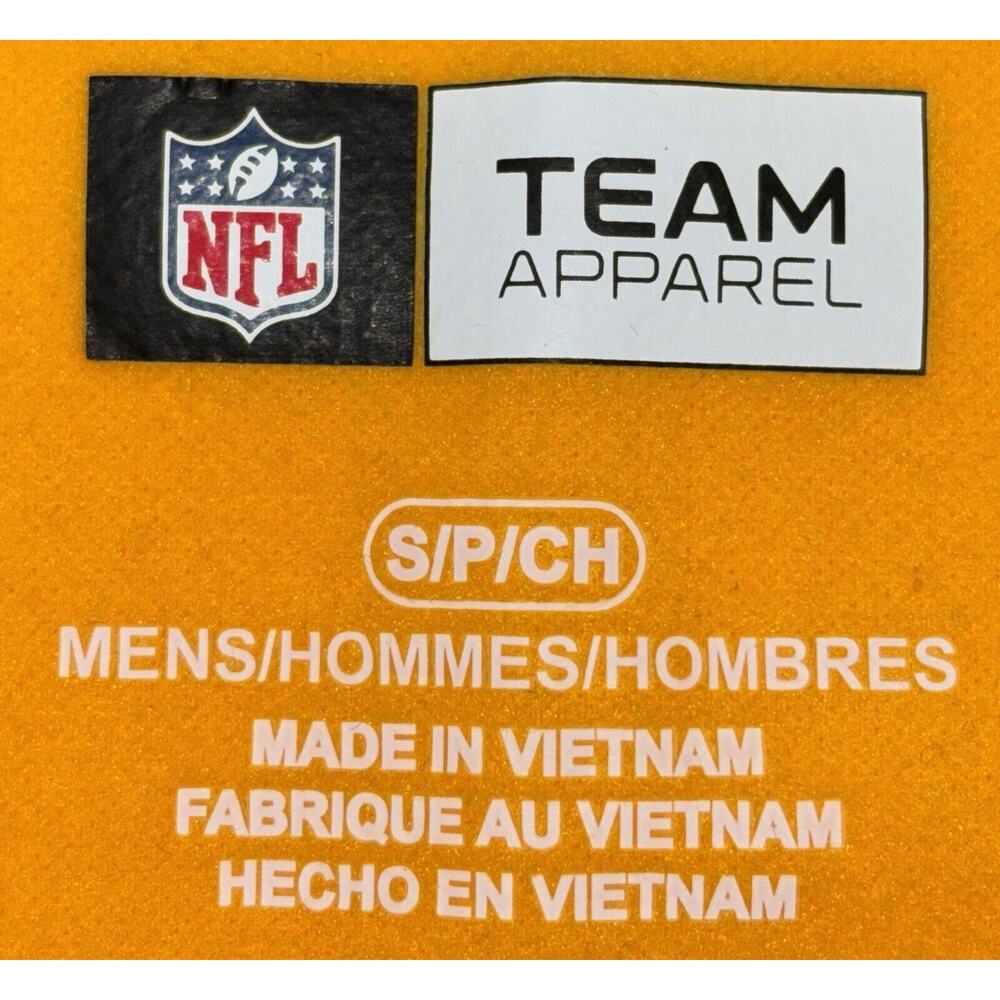 NFL
TEAM
APPAREL
S/P/CH
MENS/HOMMES/HOMBRES
MADE IN VIETNAM
FABRIQUE AU VIETNAM
HECHO EN VIETNAM